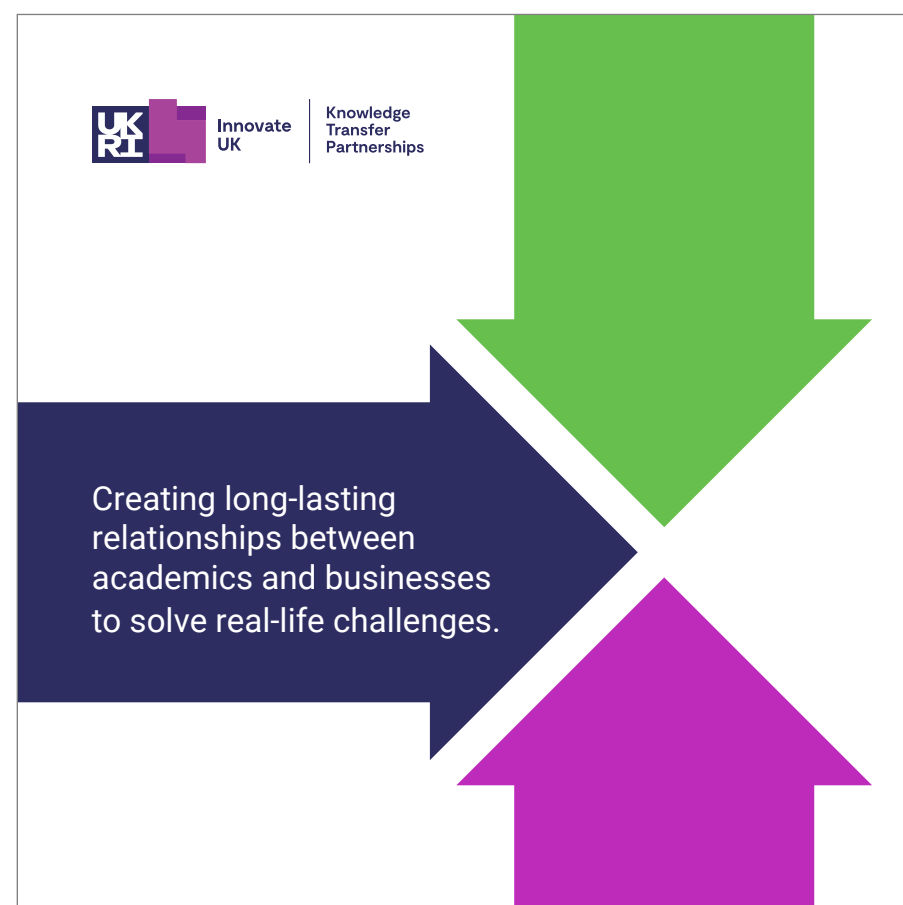 UK
RI
Innovate
UK
Knowledge
Transfer
Partnerships
Creating long-lasting
relationships between
academics and businesses
to solve real-life challenges.